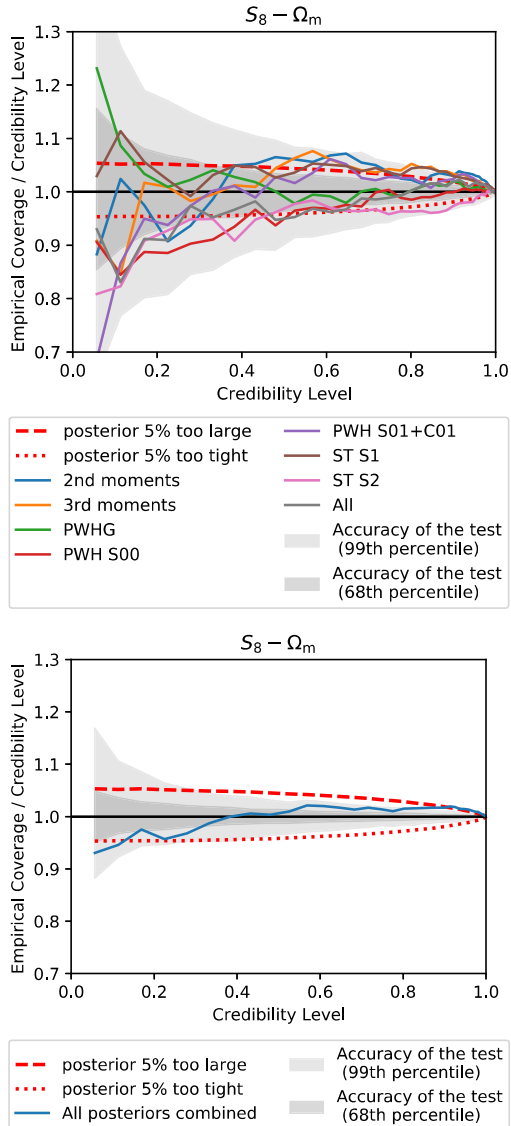 S₈ − Ωₘ
1.3
1.2
1.1
1.0
0.9
0.8
0.7
Empirical Coverage / Credibility Level
0.0 0.2 0.4 0.6 0.8 1.0
Credibility Level
posterior 5% too large
posterior 5% too tight
2nd moments
3rd moments
PWHG
PWH S00
PWH S01+C01
ST S1
ST S2
All
Accuracy of the test
(99th percentile)
Accuracy of the test
(68th percentile)
S₈ − Ωₘ
1.3
1.2
1.1
1.0
0.9
0.8
0.7
Empirical Coverage / Credibility Level
0.0 0.2 0.4 0.6 0.8 1.0
Credibility Level
posterior 5% too large
posterior 5% too tight
All posteriors combined
Accuracy of the test
(99th percentile)
Accuracy of the test
(68th percentile)